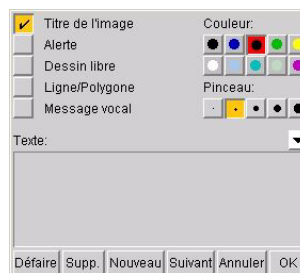 Titre de l'image
Couleur:
Alerte
Dessin libre
Ligne/Polygone
Pinceau:
Message vocal
Texte:
Défaire Supp. Nouveau Suivant Annuler OK